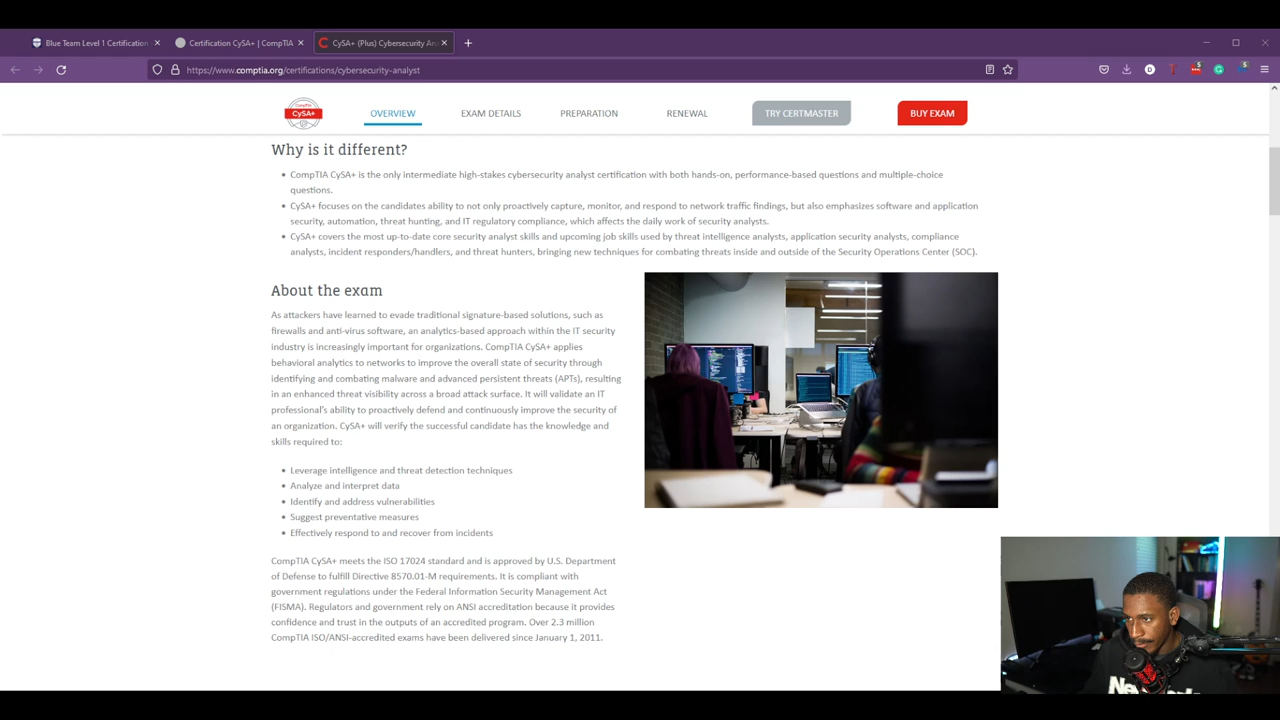 Blue Team Level 1 Certification
Certification CySA+ | CompTIA
CySA+ (Plus) Cybersecurity An
https://www.comptia.org/certifications/cybersecurity-analyst
CompTIA
CySA+
OVERVIEW
EXAM DETAILS
PREPARATION
RENEWAL
TRY CERTMASTER
BUY EXAM
Why is it different?
• CompTIA CySA+ is the only intermediate high-stakes cybersecurity analyst certification with both hands-on, performance-based questions and multiple-choice
questions.
• CySA+ focuses on the candidates ability to not only proactively capture, monitor, and respond to network traffic findings, but also emphasizes software and application
security, automation, threat hunting, and IT regulatory compliance, which affects the daily work of security analysts.
• CySA+ covers the most up-to-date core security analyst skills and upcoming job skills used by threat intelligence analysts, application security analysts, compliance
analysts, incident responders/handlers, and threat hunters, bringing new techniques for combating threats inside and outside of the Security Operations Center (SOC).
About the exam
As attackers have learned to evade traditional signature-based solutions, such as
firewalls and anti-virus software, an analytics-based approach within the IT security
industry is increasingly important for organizations. CompTIA CySA+ applies
behavioral analytics to networks to improve the overall state of security through
identifying and combating malware and advanced persistent threats (APTs), resulting
in an enhanced threat visibility across a broad attack surface. It will validate an IT
professional's ability to proactively defend and continuously improve the security of
an organization. CySA+ will verify the successful candidate has the knowledge and
skills required to:
• Leverage intelligence and threat detection techniques
• Analyze and interpret data
• Identify and address vulnerabilities
• Suggest preventative measures
• Effectively respond to and recover from incidents
CompTIA CySA+ meets the ISO 17024 standard and is approved by U.S. Department
of Defense to fulfill Directive 8570.01-M requirements. It is compliant with
government regulations under the Federal Information Security Management Act
(FISMA). Regulators and government rely on ANSI accreditation because it provides
confidence and trust in the outputs of an accredited program. Over 2.3 million
CompTIA ISO/ANSI-accredited exams have been delivered since January 1, 2011.